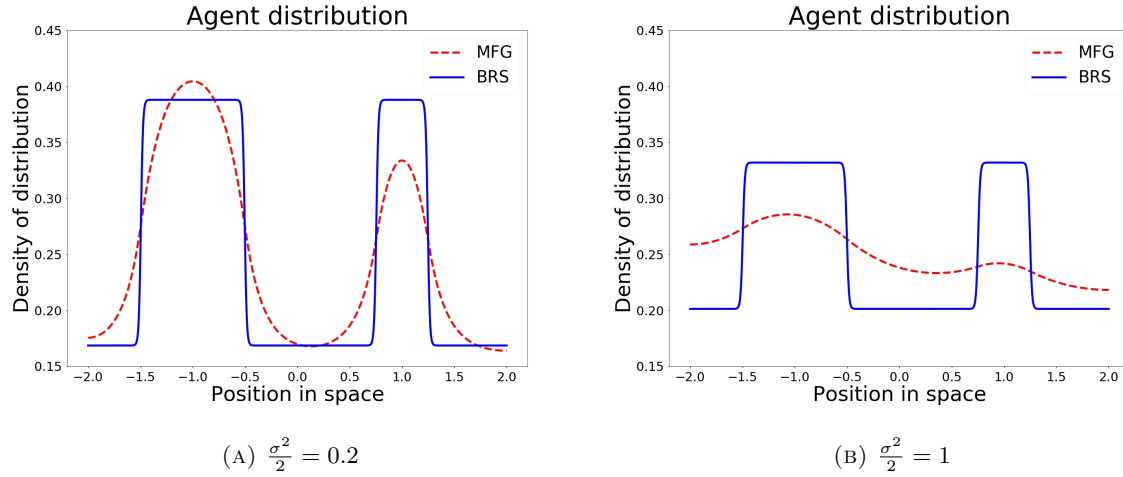 Agent distribution
MFG
BRS
Density of distribution
0.45
0.40
0.35
0.30
0.25
0.20
0.15
-2.0 -1.5 -1.0 -0.5 0.0 0.5 1.0 1.5 2.0
Position in space
(A) σ²/2 = 0.2
Agent distribution
MFG
BRS
Density of distribution
0.45
0.40
0.35
0.30
0.25
0.20
0.15
-2.0 -1.5 -1.0 -0.5 0.0 0.5 1.0 1.5 2.0
Position in space
(B) σ²/2 = 1